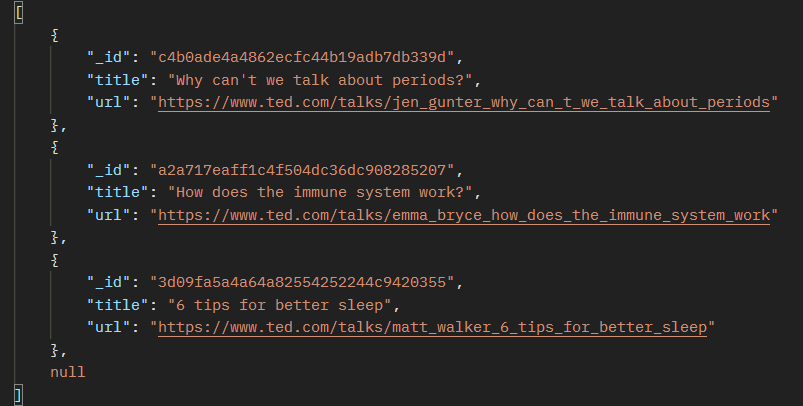 [
{
"_id": "c4b0ade4a4862ecfc44b19adb7db339d",
"title": "Why can't we talk about periods?",
"url": "https://www.ted.com/talks/jen_gunter_why_can_t_we_talk_about_periods"
},
{
"_id": "a2a717eaff1c4f504dc36dc908285207",
"title": "How does the immune system work?",
"url": "https://www.ted.com/talks/emma_bryce_how_does_the_immune_system_work"
},
{
"_id": "3d09fa5a4a64a82554252244c9420355",
"title": "6 tips for better sleep",
"url": "https://www.ted.com/talks/matt_walker_6_tips_for_better_sleep"
},
null
]